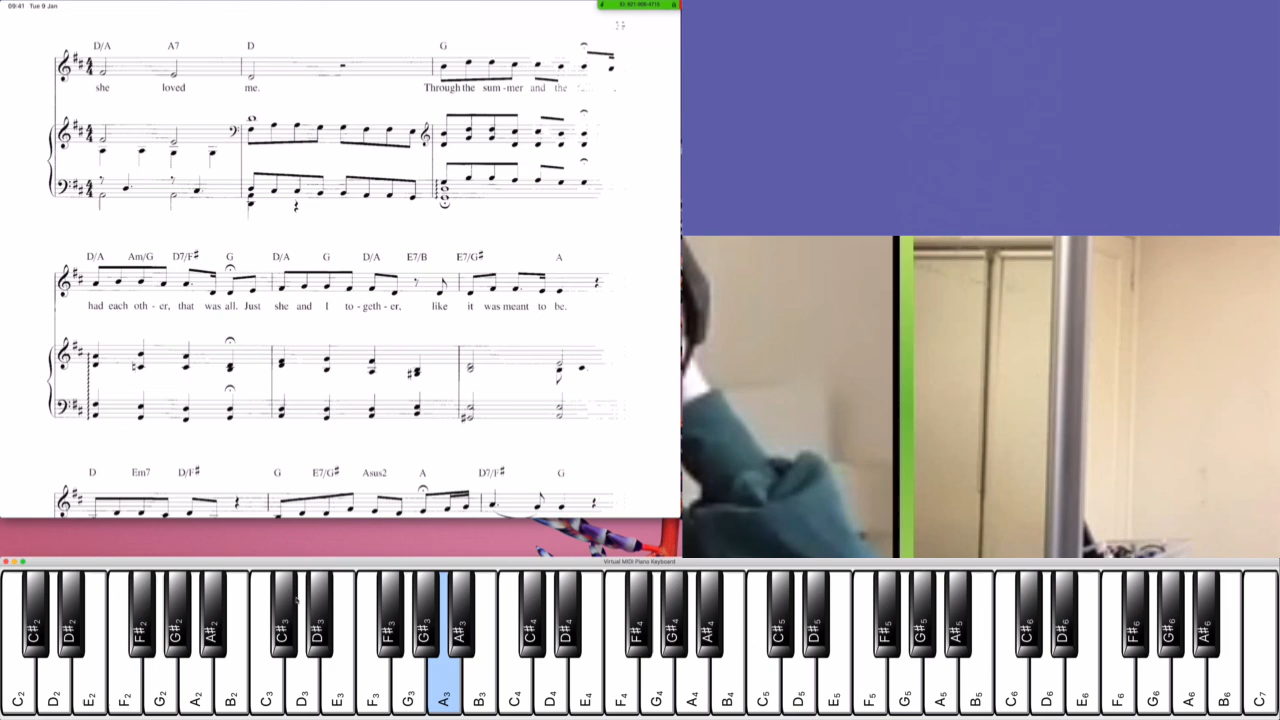 09:41 Tue 9 Jan
D/A A7 D G
she loved me. Through the sum - mer and the
D/A Am/G D7/F♯ G D/A G D/A E7/B E7/G♯ A
had each oth - er, that was all. Just she and I to - geth - er, like it was meant to be.
D Em7 D/F♯ G E7/G♯ Asus2 A D7/F♯ G
Virtual MIDI Piano Keyboard
C♯2 D♯2 F♯2 G♯2 A♯2 C♯3 D♯3 F♯3 G♯3 A♯3 C♯4 D♯4 F♯4 G♯4 A♯4 C♯5 D♯5 F♯5 G♯5 A♯5 C♯6 D♯6 F♯6 G♯6 A♯6
C2 D2 E2 F2 G2 A2 B2 C3 D3 E3 F3 G3 A3 B3 C4 D4 E4 F4 G4 A4 B4 C5 D5 E5 F5 G5 A5 B5 C6 D6 E6 F6 G6 A6 B6 C7